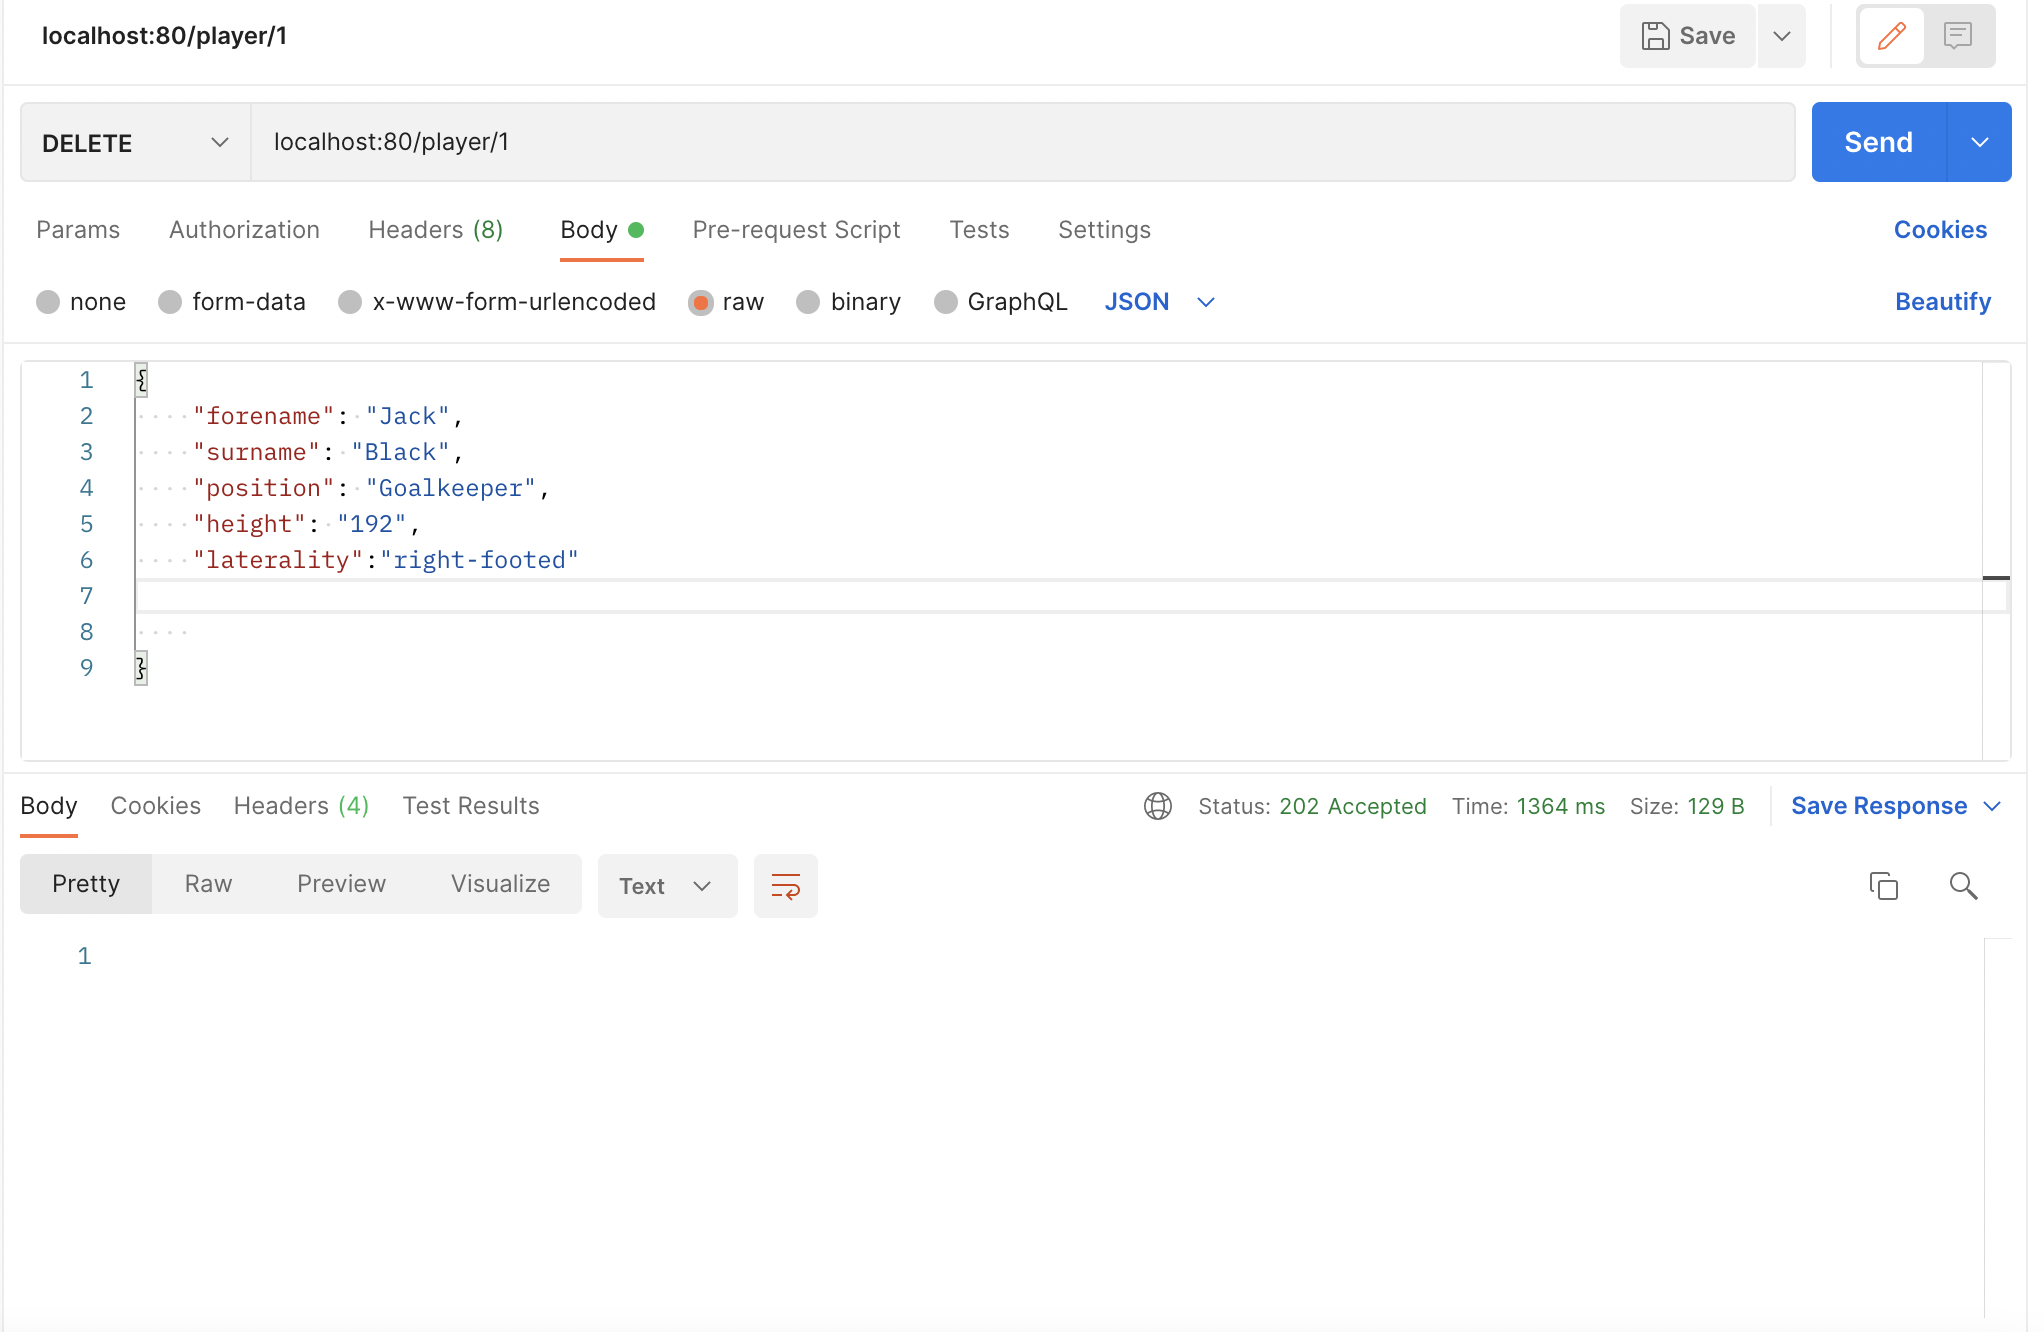 localhost:80/player/1 Save
DELETE localhost:80/player/1 Send
Params Authorization Headers (8) Body Pre-request Script Tests Settings Cookies
none form-data x-www-form-urlencoded raw binary GraphQL JSON Beautify
1 {
2 "forename": "Jack",
3 "surname": "Black",
4 "position": "Goalkeeper",
5 "height": "192",
6 "laterality":"right-footed"
7
8
9 }
Body Cookies Headers (4) Test Results Status: 202 Accepted Time: 1364 ms Size: 129 B Save Response
Pretty Raw Preview Visualize Text
1